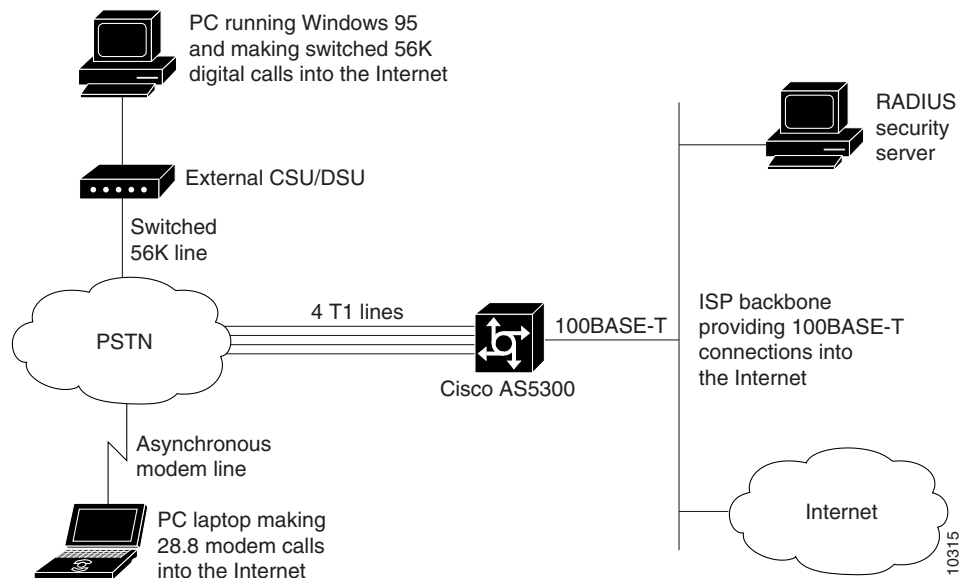 PC running Windows 95
and making switched 56K
digital calls into the Internet
RADIUS
security
server
External CSU/DSU
Switched
56K line
PSTN
4 T1 lines
Cisco AS5300
100BASE-T
ISP backbone
providing 100BASE-T
connections into
the Internet
Asynchronous
modem line
PC laptop making
28.8 modem calls
into the Internet
Internet
10315